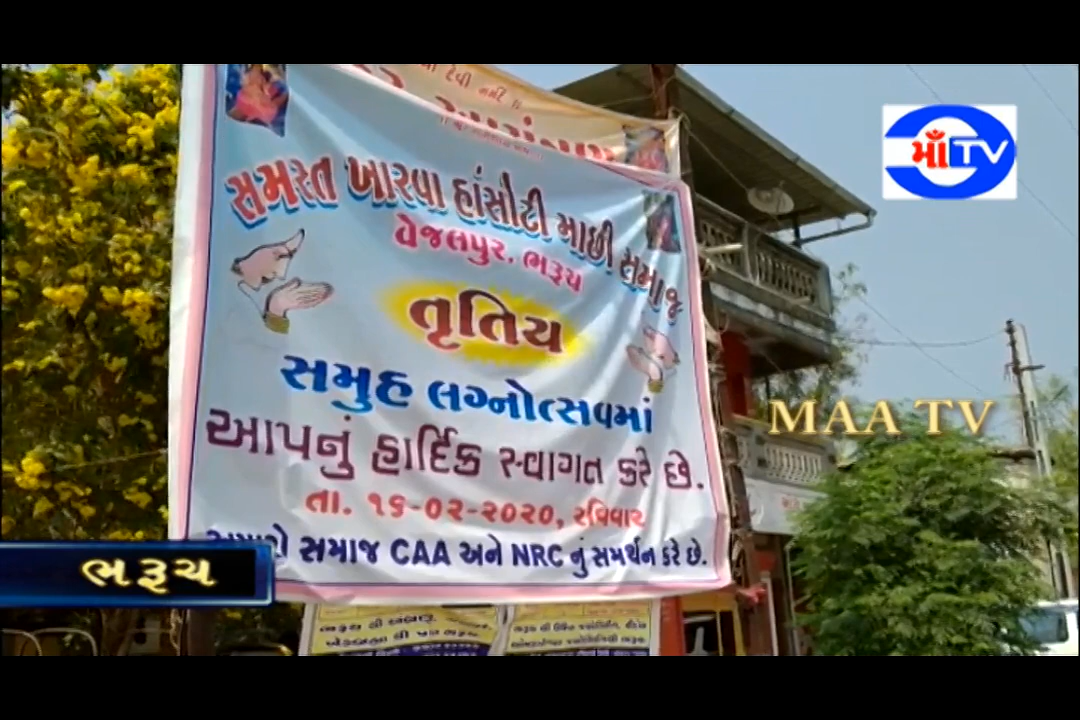 સમસ્ત ખારવા હાંસોટી માછી સમાજ
વેજલપુર, ભરૂચ
તૃતિય
સમુહ લગ્નોત્સવમાં
આપનું હાર્દિક સ્વાગત કરે છે.
તા. ૧૬-૦૨-૨૦૨૦, રવિવાર
સમાજ CAA અને NRC નું સમર્થન કરે છે.
માઁ TV
MAA TV
ભરૂચ